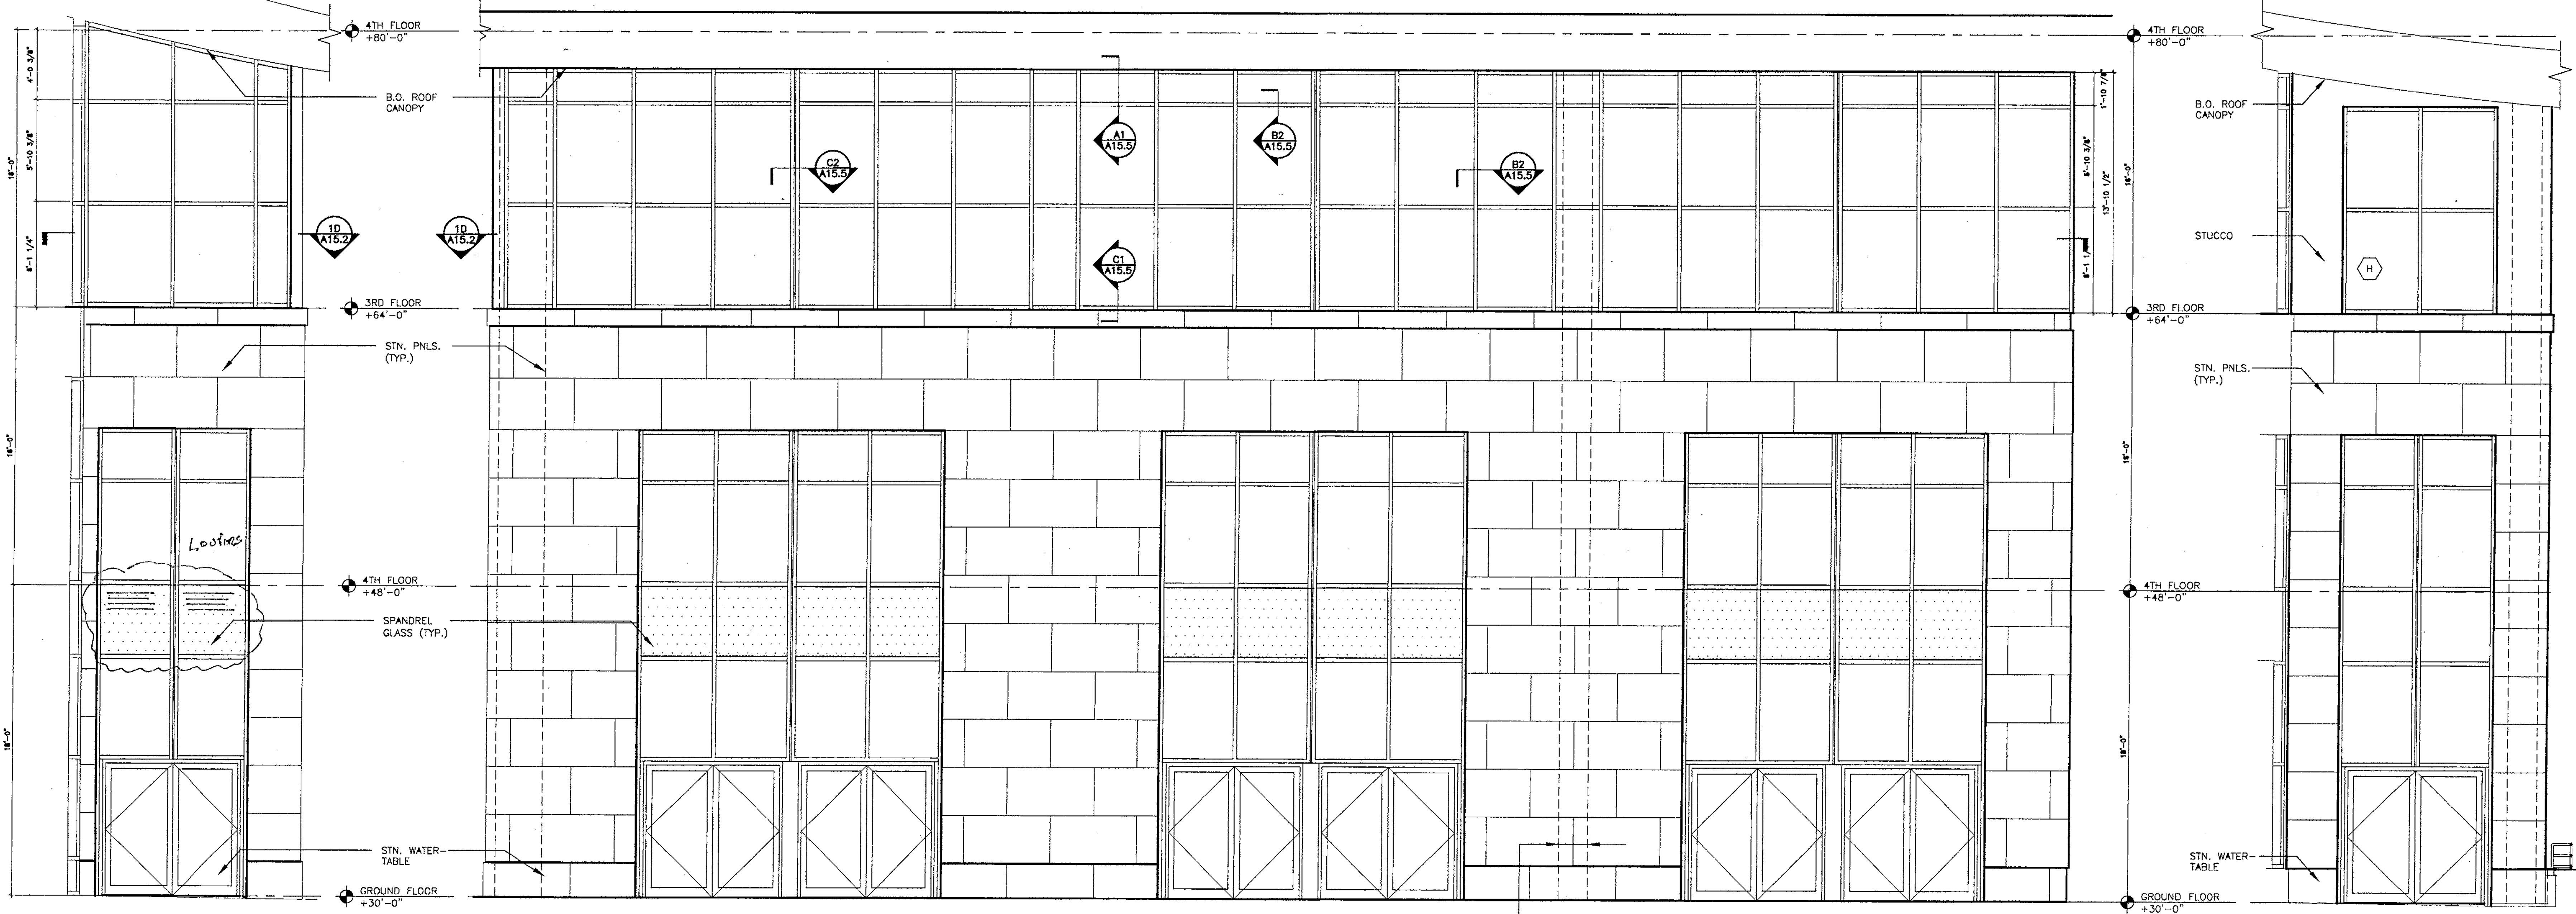 4TH FLOOR
+80'-0"
4'-0 3/8"
5'-10 3/8"
6'-1 1/4"
16'-0"
B.O. ROOF
CANOPY
1D
A15.2
1D
A15.2
C2
A15.5
A1
A15.5
B2
A15.5
B2
A15.5
C1
A15.5
1'-10 7/8"
5'-10 3/8"
13'-10 1/2"
16'-0"
4TH FLOOR
+80'-0"
B.O. ROOF
CANOPY
STUCCO
H
3RD FLOOR
+64'-0"
3RD FLOOR
+64'-0"
STN. PNLS.
(TYP.)
STN. PNLS.
(TYP.)
16'-0"
16'-0"
LOUVERS
4TH FLOOR
+48'-0"
4TH FLOOR
+48'-0"
SPANDREL
GLASS (TYP.)
18'-0"
18'-0"
STN. WATER
TABLE
STN. WATER
TABLE
GROUND FLOOR
+30'-0"
GROUND FLOOR
+30'-0"